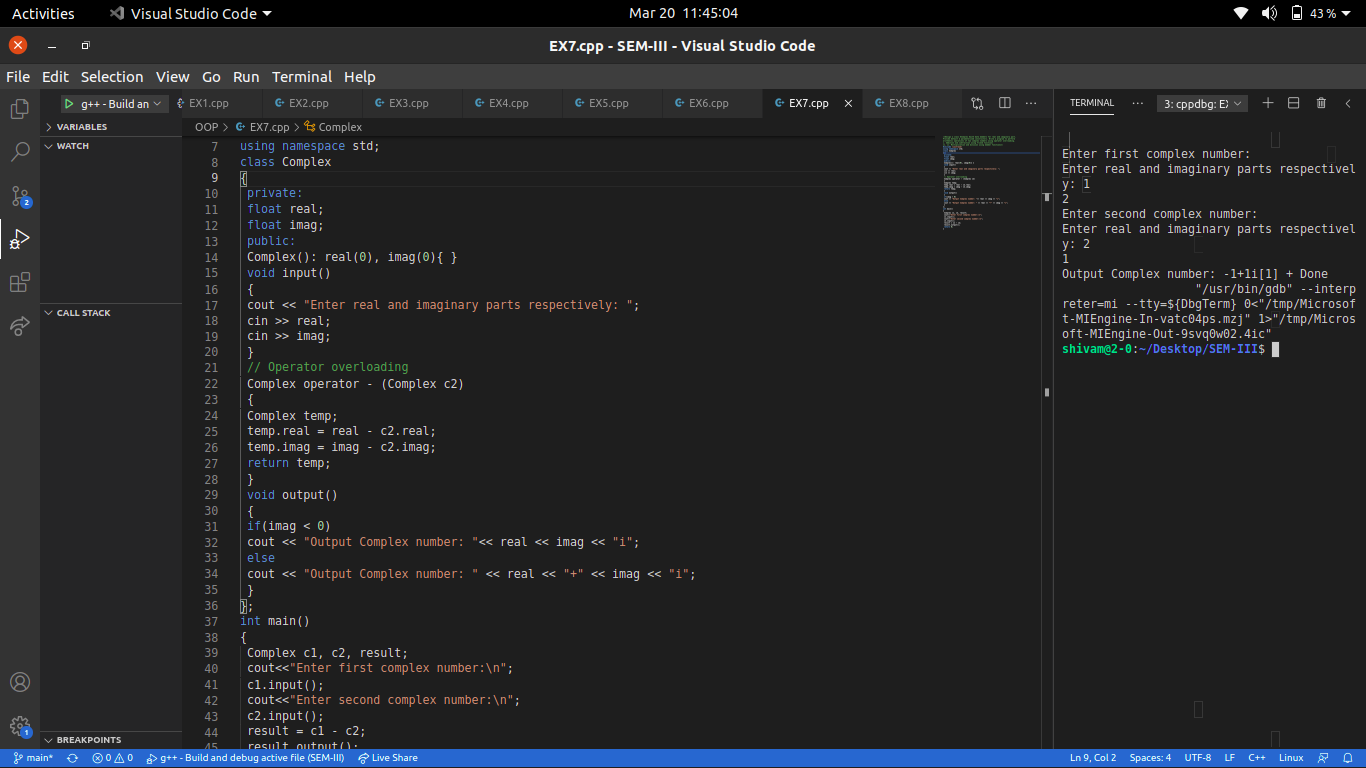 Activities Visual Studio Code Mar 20 11:45:04 43 %
EX7.cpp - SEM-III - Visual Studio Code
File Edit Selection View Go Run Terminal Help
g++ - Build an EX1.cpp EX2.cpp EX3.cpp EX4.cpp EX5.cpp EX6.cpp EX7.cpp EX8.cpp
VARIABLES
WATCH
CALL STACK
BREAKPOINTS
2
1
OOP > EX7.cpp > Complex
7 using namespace std;
8 class Complex
9 {
10 private:
11 float real;
12 float imag;
13 public:
14 Complex(): real(0), imag(0){ }
15 void input()
16 {
17 cout << "Enter real and imaginary parts respectively: ";
18 cin >> real;
19 cin >> imag;
20 }
21 // Operator overloading
22 Complex operator - (Complex c2)
23 {
24 Complex temp;
25 temp.real = real - c2.real;
26 temp.imag = imag - c2.imag;
27 return temp;
28 }
29 void output()
30 {
31 if(imag < 0)
32 cout << "Output Complex number: "<< real << imag << "i";
33 else
34 cout << "Output Complex number: " << real << "+" << imag << "i";
35 }
36 };
37 int main()
38 {
39 Complex c1, c2, result;
40 cout<<"Enter first complex number:\n";
41 c1.input();
42 cout<<"Enter second complex number:\n";
43 c2.input();
44 result = c1 - c2;
45 result.output();
TERMINAL 3: cppdbg: E)
Enter first complex number:
Enter real and imaginary parts respectivel
y: 1
2
Enter second complex number:
Enter real and imaginary parts respectivel
y: 2
1
Output Complex number: -1+1i[1] + Done
"/usr/bin/gdb" --interp
reter=mi --tty=${DbgTerm} 0<"/tmp/Microsof
t-MIEngine-In-vatc04ps.mzj" 1>"/tmp/Micros
oft-MIEngine-Out-9svq0w02.4ic"
shivam@2-0:~/Desktop/SEM-III$
main* 0 0 g++ - Build and debug active file (SEM-III) Live Share Ln 9, Col 2 Spaces: 4 UTF-8 LF C++ Linux